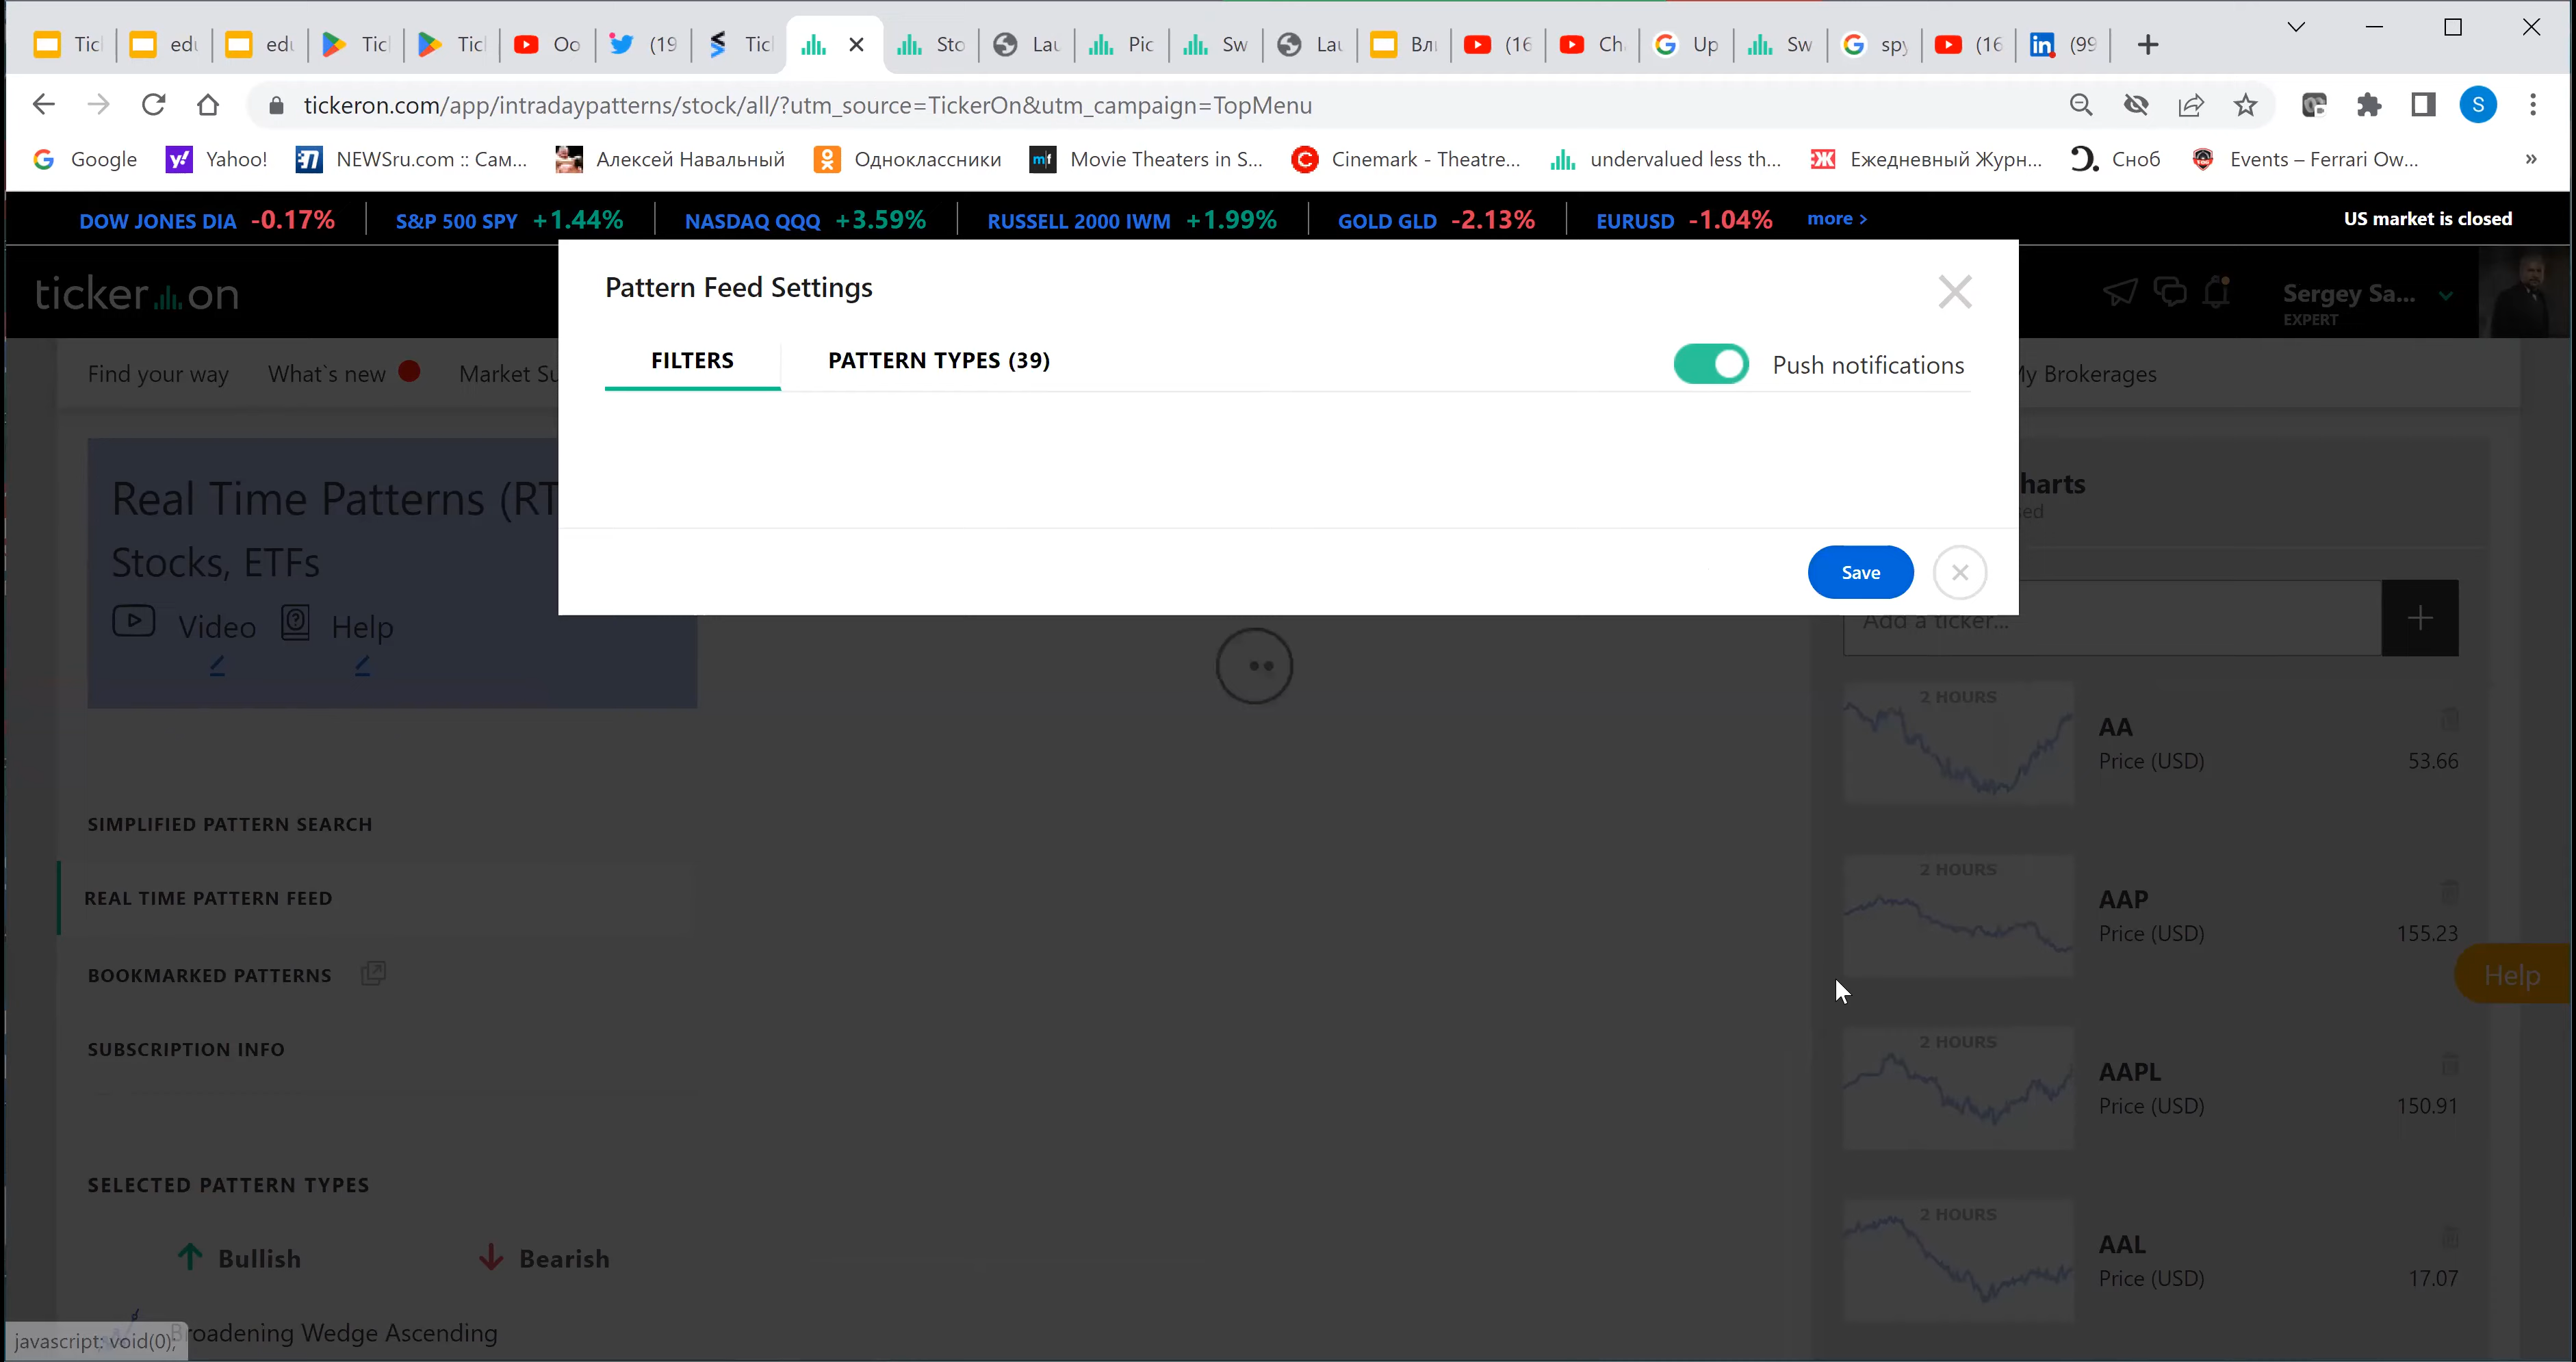 Tic edu edu Tic Tic Oo (19 Tic Sto Lau Pic Sw Lau Вл (16 Ch Up Sw spy (16 (99
tickeron.com/app/intradaypatterns/stock/all/?utm_source=TickerOn&utm_campaign=TopMenu
S
Google Yahoo! NEWSru.com :: Сам... Алексей Навальный Одноклассники Movie Theaters in S... Cinemark - Theatre... undervalued less th... Ежедневный Журн... Сноб Events – Ferrari Ow... »
DOW JONES DIA -0.17% S&P 500 SPY +1.44% NASDAQ QQQ +3.59% RUSSELL 2000 IWM +1.99% GOLD GLD -2.13% EURUSD -1.04% more > US market is closed
tickeron
Sergey Sa...
EXPERT
Pattern Feed Settings
FILTERS PATTERN TYPES (39) Push notifications
Save
Find your way What`s new Market Su My Brokerages
Real Time Patterns (RT
Stocks, ETFs
Video Help
SIMPLIFIED PATTERN SEARCH
REAL TIME PATTERN FEED
BOOKMARKED PATTERNS
SUBSCRIPTION INFO
SELECTED PATTERN TYPES
Bullish Bearish
Broadening Wedge Ascending
javascript: void(0);
harts
ed
Add a ticker...
2 HOURS
AA
Price (USD) 53.66
2 HOURS
AAP
Price (USD) 155.23
2 HOURS
AAPL
Price (USD) 150.91
2 HOURS
AAL
Price (USD) 17.07
Help